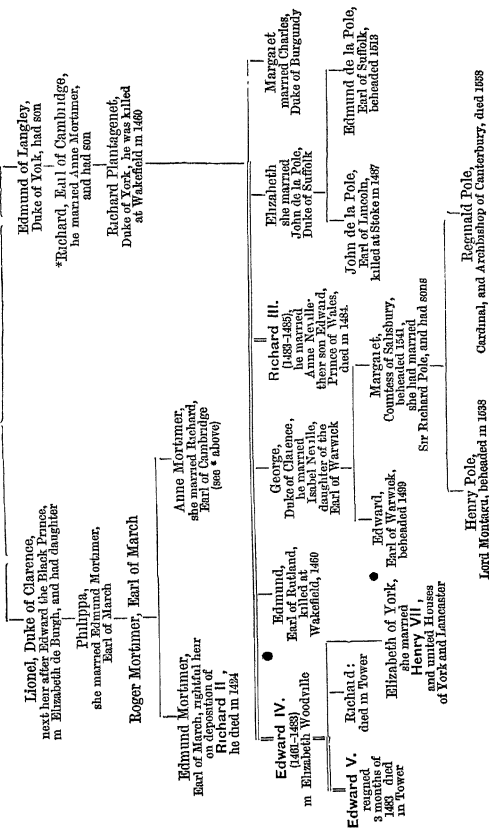 Lionel, Duke of Clarence,
next heir after Edward the Black Prince,
m Elizabeth de Burgh, and had daughter
Philippa,
she married Edmund Mortimer,
Earl of March
Roger Mortimer, Earl of March
Edmund Mortimer,
Earl of March, rightful heir
on deposition of
Richard II,
he died in 1424
Anne Mortimer,
she married Richard,
Earl of Cambridge
(see * above)
Edmund of Langley,
Duke of York, had son
*Richard, Earl of Cambridge,
he married Anne Mortimer,
and had son
Richard Plantagenet,
Duke of York, he was killed
at Wakefield in 1460
Edward IV.
(1461-1483)
m Elizabeth Woodville
Edmund,
Earl of Rutland,
killed at
Wakefield, 1460
George,
Duke of Clarence,
he married
Isabel Neville,
daughter of the
Earl of Warwick
Richard III.
(1483-1485),
he married
Anne Neville·
their son Edward,
Prince of Wales,
died in 1484.
Elizabeth
she married
John de la Pole,
Duke of Suffolk
Margaret
married Charles,
Duke of Burgundy
Edward V.
reigned
3 months of
1483 died
in Tower
Richard:
died in Tower
Elizabeth of York,
she married
Henry VII,
and united Houses
of York and Lancaster
Edward,
Earl of Warwick,
beheaded 1499
Margaret,
Countess of Salisbury,
beheaded 1541,
she had married
Sir Richard Pole, and had sons
John de la Pole,
Earl of Lincoln,
killed at Stoke in 1487
Edmund de la Pole,
Earl of Suffolk,
beheaded 1513
Henry Pole,
Lord Montagu, beheaded in 1538
Reginald Pole,
Cardinal, and Archbishop of Canterbury, died 1558